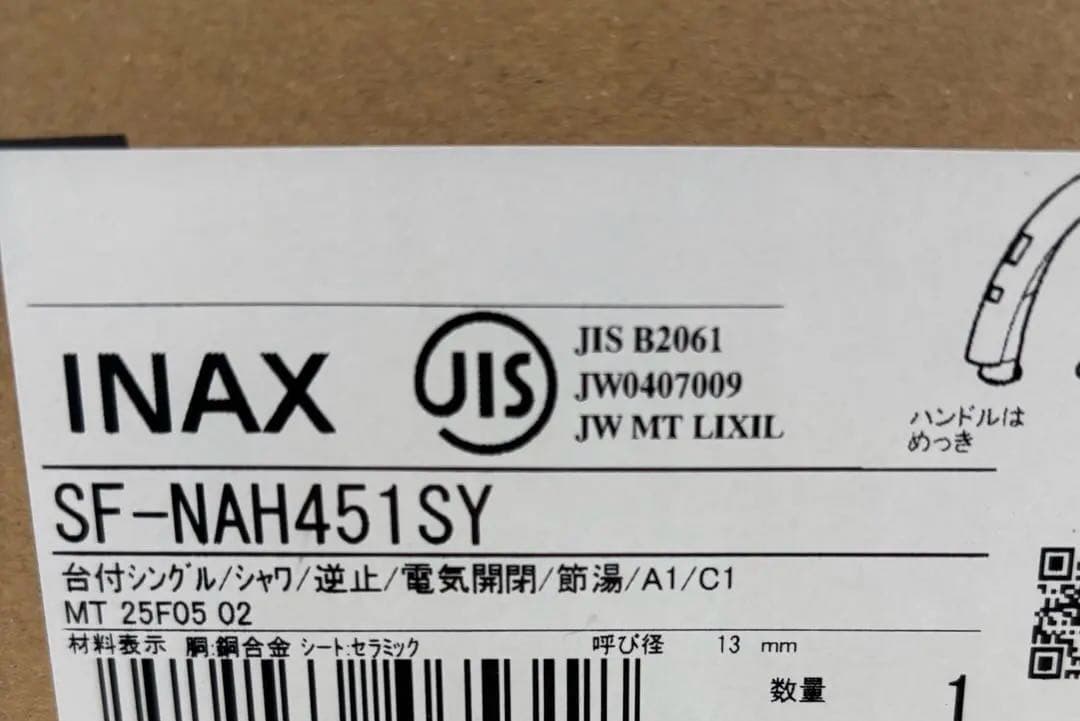 INAX
JIS
JIS B2061
JW0407009
JW MT LIXIL
ハンドルは
めっき
SF-NAH451SY
台付シングル/シャワ/逆止/電気開閉/節湯/A1/C1
MT 25F05 02
材料表示 胴:銅合金 シート:セラミック 呼び径 13 mm
数量 1